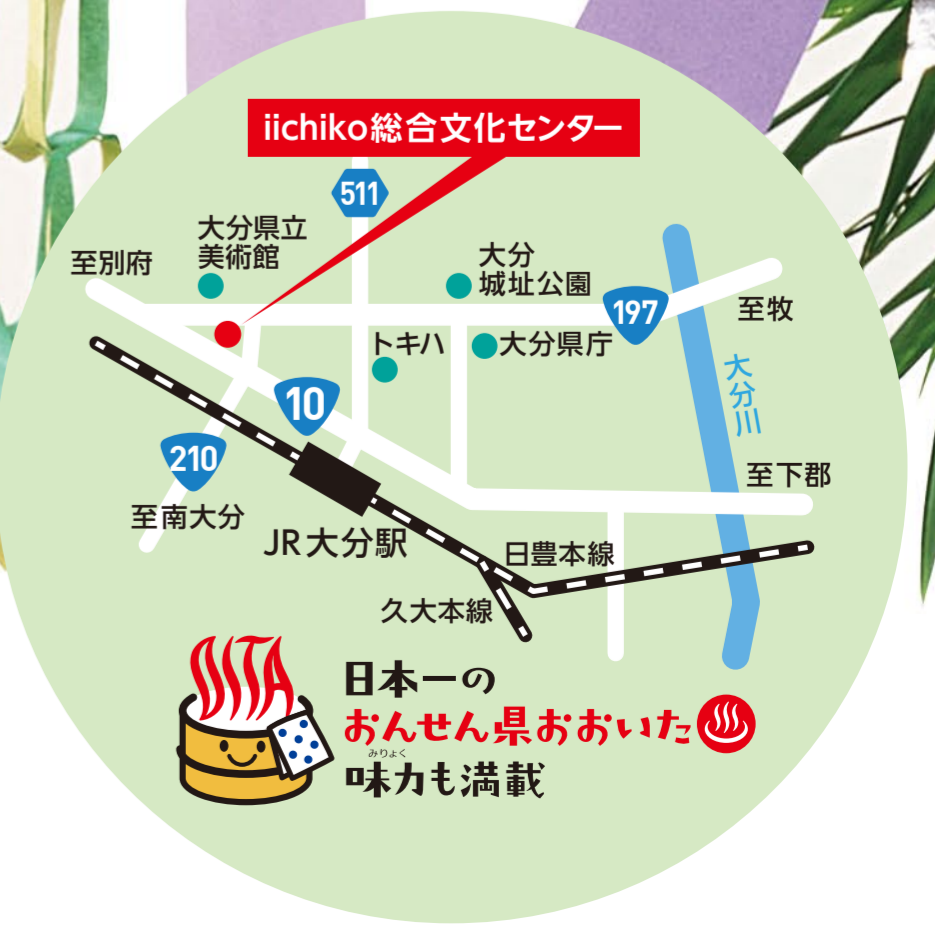 iichiko総合文化センター
511
大分県立
美術館
至別府
大分
城址公園
197
至牧
トキハ
大分県庁
大分川
10
210
至南大分
至下郡
JR大分駅
日豊本線
久大本線
OITA
日本一の
おんせん県おおいた
みりょく
味力も満載